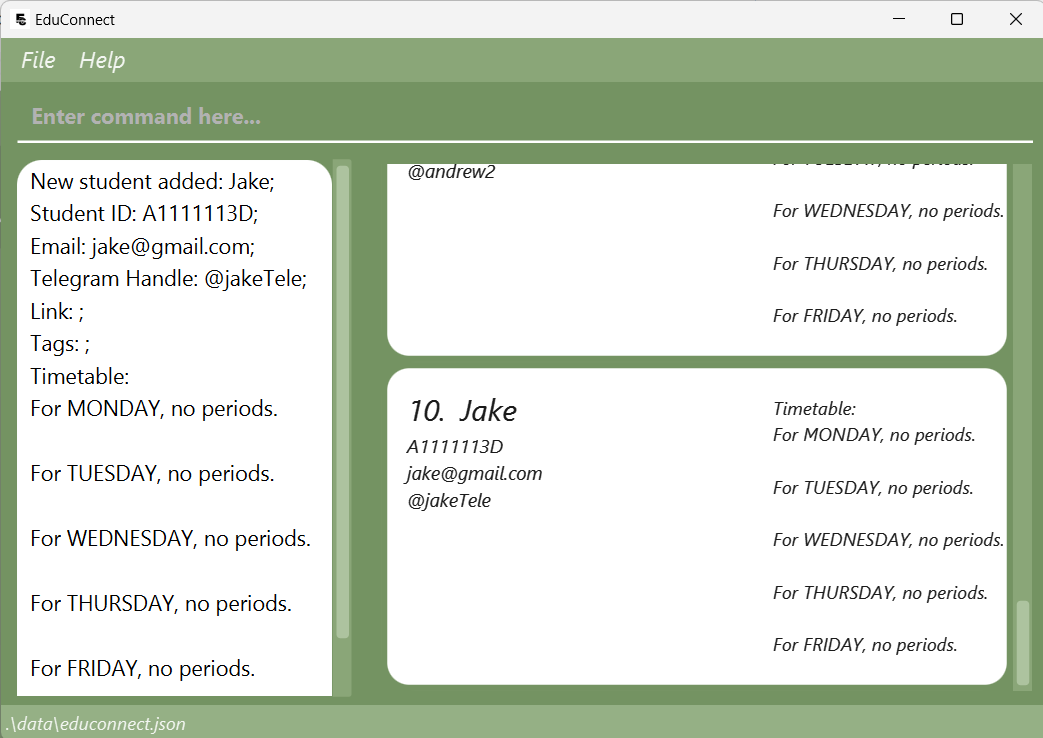 EduConnect
File Help
Enter command here...
New student added: Jake;
Student ID: A1111113D;
Email: jake@gmail.com;
Telegram Handle: @jakeTele;
Link: ;
Tags: ;
Timetable:
For MONDAY, no periods.
For TUESDAY, no periods.
For WEDNESDAY, no periods.
For THURSDAY, no periods.
For FRIDAY, no periods.
@andrew2
For TUESDAY, no periods.
For WEDNESDAY, no periods.
For THURSDAY, no periods.
For FRIDAY, no periods.
10. Jake
A1111113D
jake@gmail.com
@jakeTele
Timetable:
For MONDAY, no periods.
For TUESDAY, no periods.
For WEDNESDAY, no periods.
For THURSDAY, no periods.
For FRIDAY, no periods.
.\data\educonnect.json